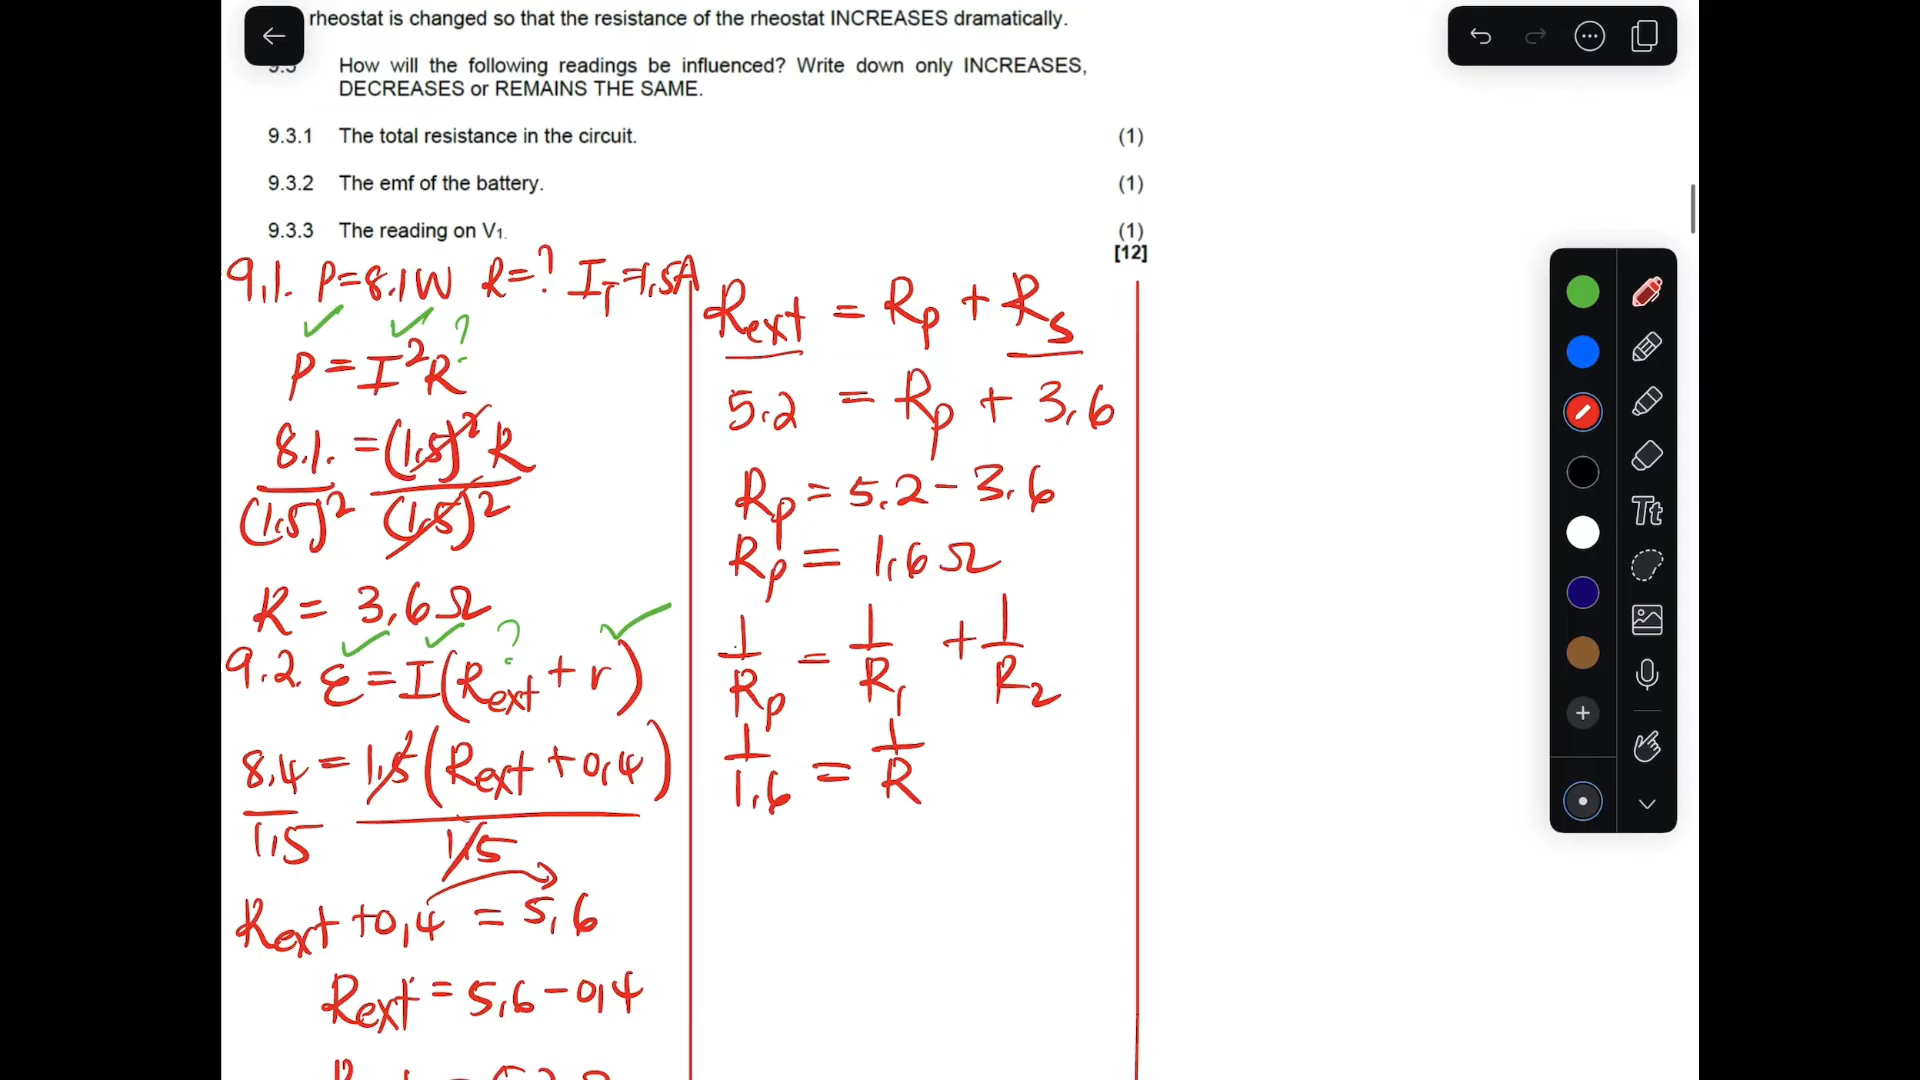 rheostat is changed so that the resistance of the rheostat INCREASES dramatically.
How will the following readings be influenced? Write down only INCREASES,
DECREASES or REMAINS THE SAME.
9.3.1 The total resistance in the circuit. (1)
9.3.2 The emf of the battery. (1)
9.3.3 The reading on V1. (1)
[12]
9.1. P=8.1W R=? I_T=1.5A
P=I²R ?
8.1. = (1.5)² R
(1.5)² (1.5)²
R = 3,6Ω
9.2. ε=I(Rext + r) ?
8.4 = 1,5(Rext + 0,4)
1,5 1,5
Rext +0,4 = 5,6
Rext = 5,6 - 0,4
Rext = Rp + Rs
5.2 = Rp + 3,6
Rp = 5.2 - 3.6
Rp = 1,6Ω
1/Rp = 1/R1 + 1/R2
1/1.6 = 1/R
Tt